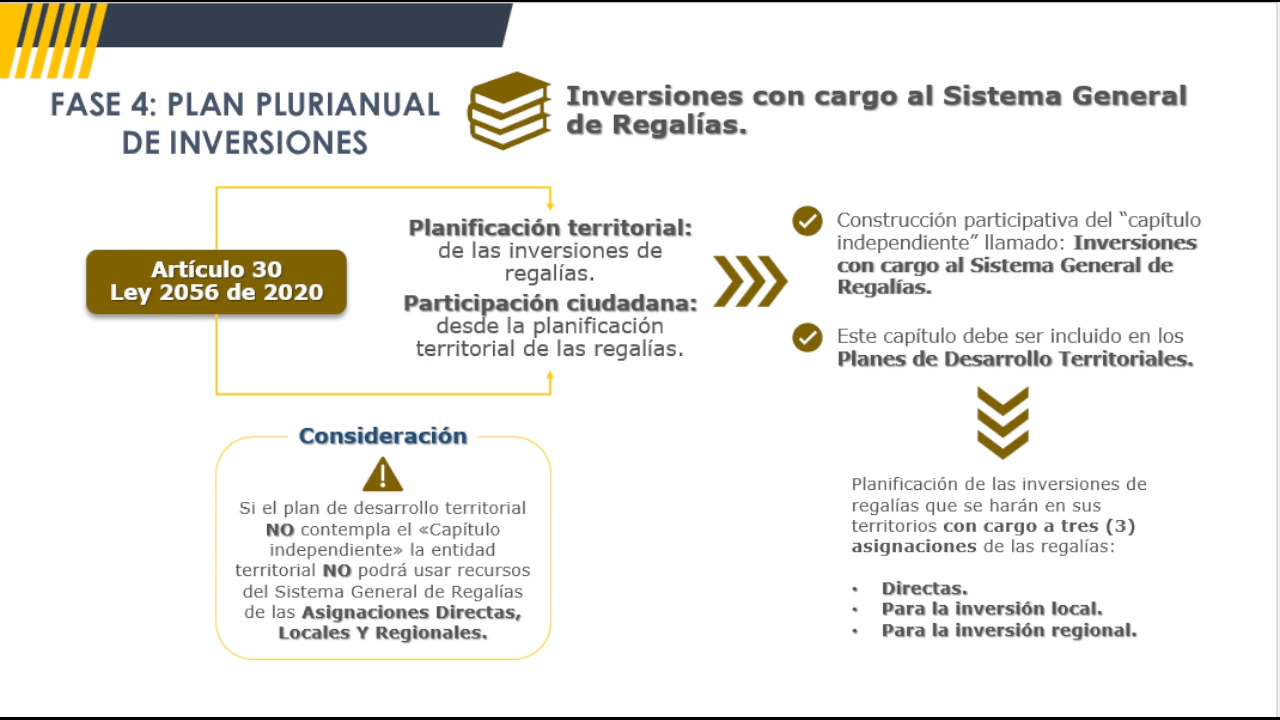 FASE 4: PLAN PLURIANUAL
DE INVERSIONES
Inversiones con cargo al Sistema General
de Regalías.
Artículo 30
Ley 2056 de 2020
Planificación territorial:
de las inversiones de
regalías.
Participación ciudadana:
desde la planificación
territorial de las regalías.
Construcción participativa del “capítulo
independiente” llamado: Inversiones
con cargo al Sistema General de
Regalías.
Este capítulo debe ser incluido en los
Planes de Desarrollo Territoriales.
Consideración
Si el plan de desarrollo territorial
NO contempla el «Capítulo
independiente» la entidad
territorial NO podrá usar recursos
del Sistema General de Regalías
de las Asignaciones Directas,
Locales Y Regionales.
Planificación de las inversiones de
regalías que se harán en sus
territorios con cargo a tres (3)
asignaciones de las regalías:
• Directas.
• Para la inversión local.
• Para la inversión regional.